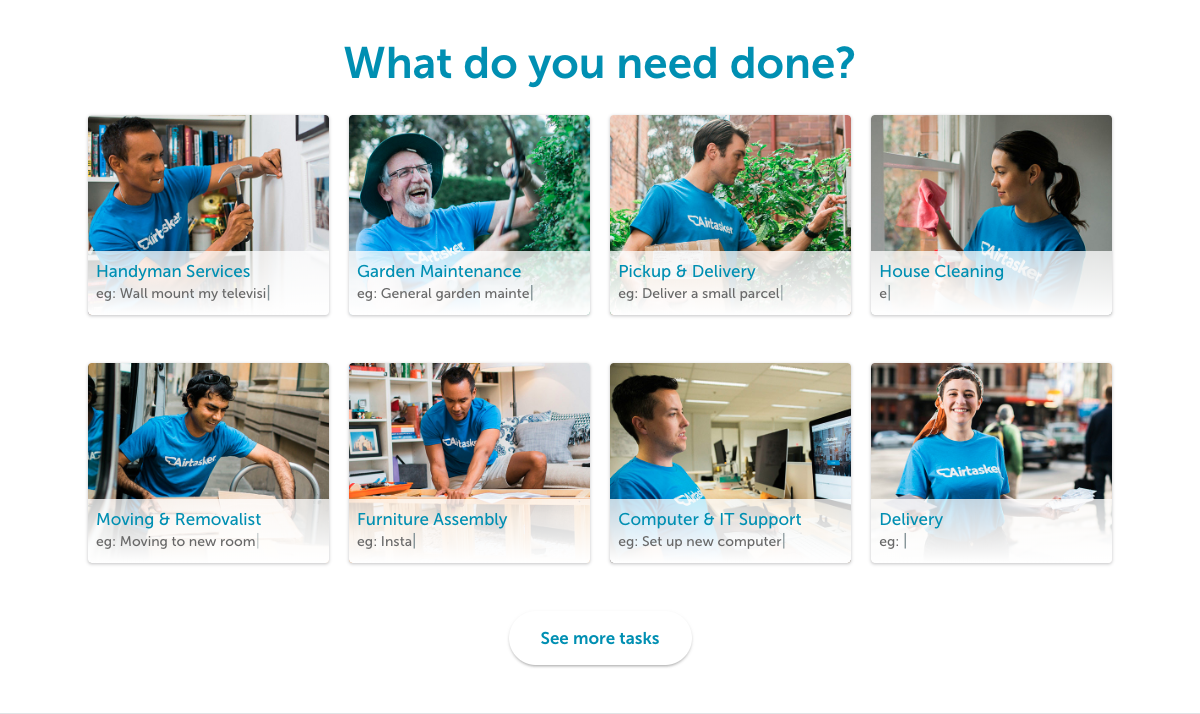 What do you need done?
Airtasker
Airtasker
Airtasker
Airtasker
Handyman Services
Garden Maintenance
Pickup & Delivery
House Cleaning
eg: Wall mount my televisi
eg: General garden mainte
eg: Deliver a small parcel
e
Airtasker
Airtasker
Airtasker
Moving & Removalist
Furniture Assembly
Computer & IT Support
Delivery
eg: Moving to new room
eg: Insta
eg: Set up new computer
eg:
See more tasks